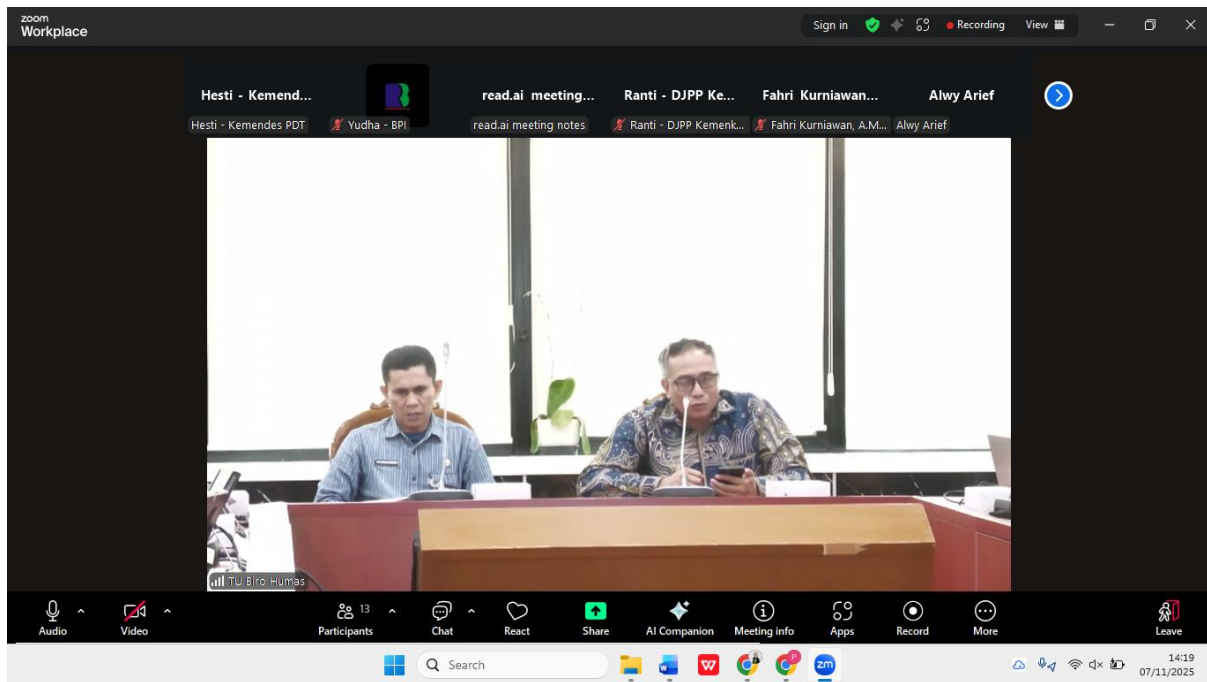 zoom
Workplace
Sign in
Recording
View
Hesti - Kemend...
read.ai meeting...
Ranti - DJPP Ke...
Fahri Kurniawan...
Alwy Arief
Hesti - Kemendes PDT
Yudha - BPI
read.ai meeting notes
Ranti - DJPP Kemenk...
Fahri Kurniawan, A.M...
Alwy Arief
TU Biro Humas
13
Audio
Video
Participants
Chat
React
Share
AI Companion
Meeting info
Apps
Record
More
Leave
Search
W
zm
14:19
07/11/2025